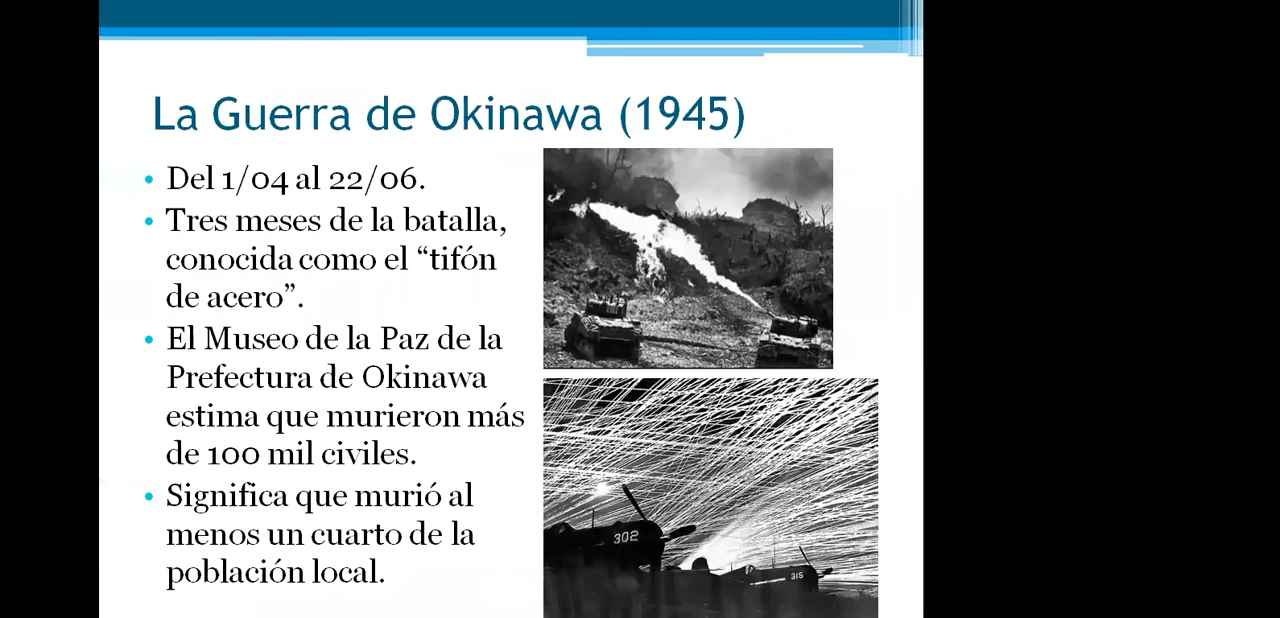 La Guerra de Okinawa (1945)
• Del 1/04 al 22/06.
• Tres meses de la batalla,
conocida como el “tifón
de acero”.
• El Museo de la Paz de la
Prefectura de Okinawa
estima que murieron más
de 100 mil civiles.
• Significa que murió al
menos un cuarto de la
población local.
302
315